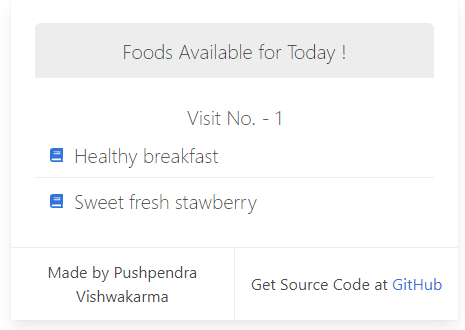 Foods Available for Today !
Visit No. - 1
Healthy breakfast
Sweet fresh stawberry
Made by Pushpendra
Vishwakarma
Get Source Code at GitHub